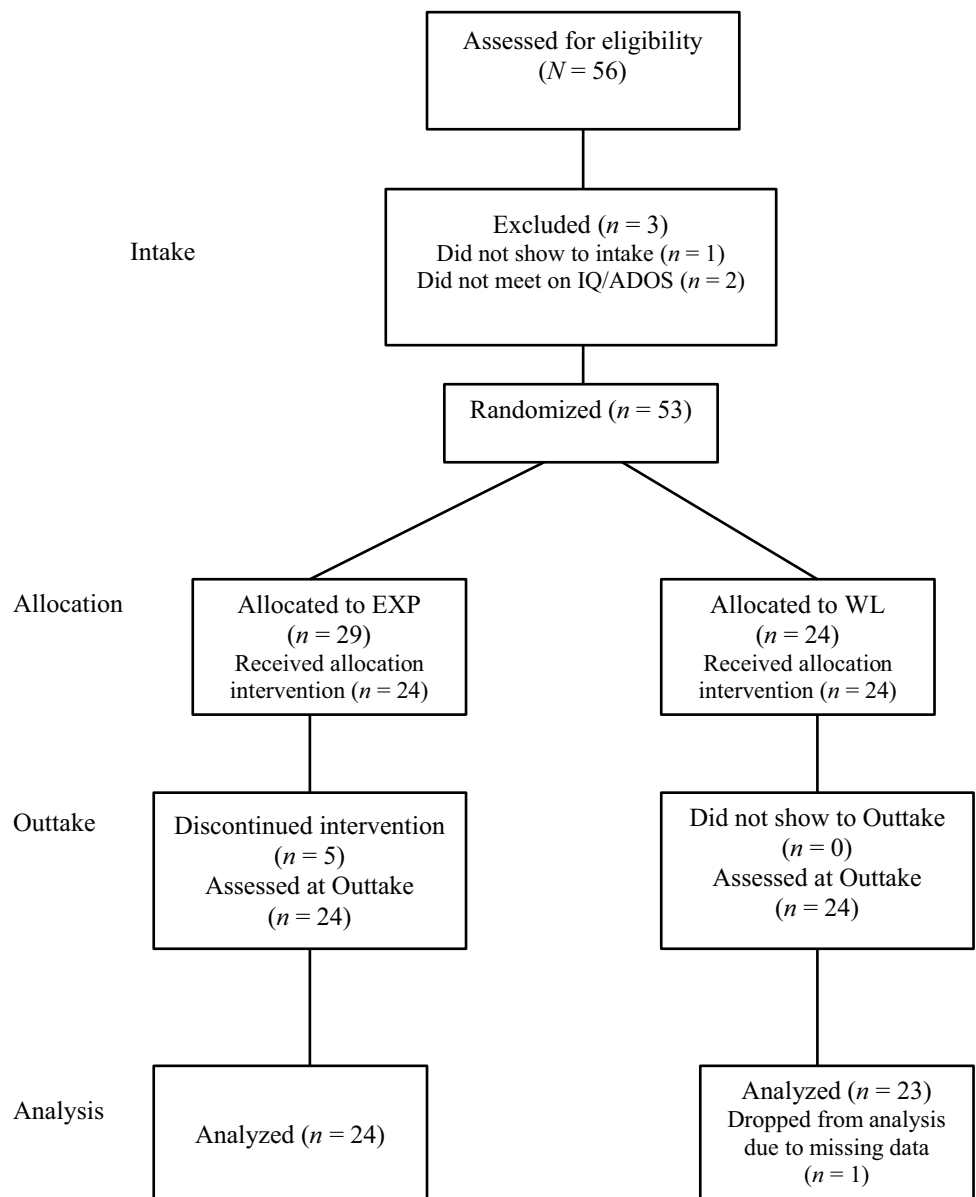 Assessed for eligibility
(N = 56)
Intake
Excluded (n = 3)
Did not show to intake (n = 1)
Did not meet on IQ/ADOS (n = 2)
Randomized (n = 53)
Allocation
Allocated to EXP
(n = 29)
Received allocation
intervention (n = 24)
Allocated to WL
(n = 24)
Received allocation
intervention (n = 24)
Outtake
Discontinued intervention
(n = 5)
Assessed at Outtake
(n = 24)
Did not show to Outtake
(n = 0)
Assessed at Outtake
(n = 24)
Analysis
Analyzed (n = 24)
Analyzed (n = 23)
Dropped from analysis
due to missing data
(n = 1)